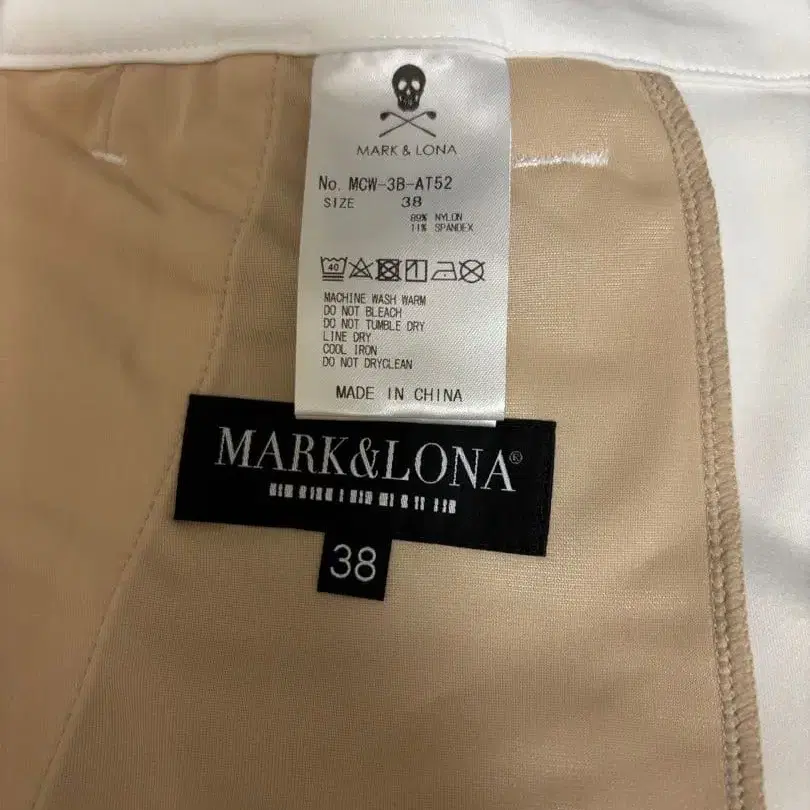 MARK & LONA
No. MCW-3B-AT52
SIZE 38
89% NYLON
11% SPANDEX
40
MACHINE WASH WARM
DO NOT BLEACH
DO NOT TUMBLE DRY
LINE DRY
COOL IRON
DO NOT DRYCLEAN
MADE IN CHINA
MARK&LONA®
38